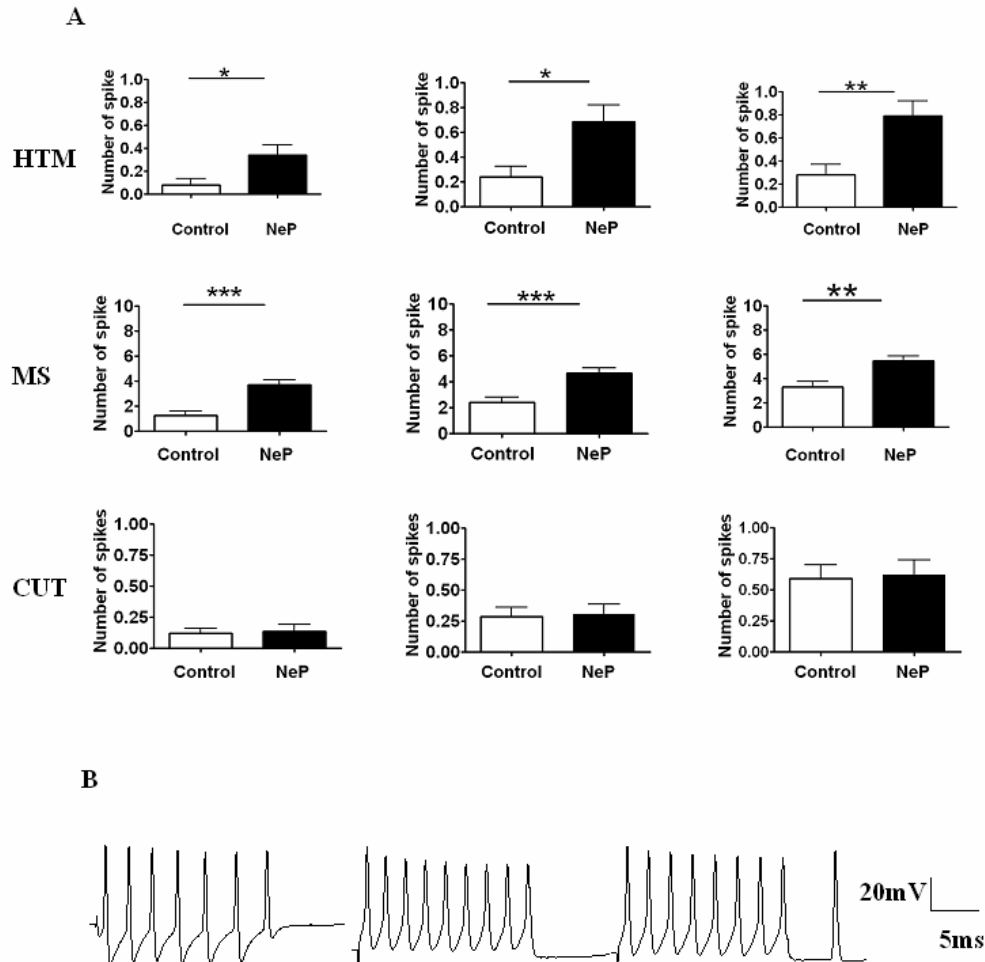 A
HTM
Number of spike
1.0
0.8
0.6
0.4
0.2
0.0
Control NeP
*
Number of spike
1.0
0.8
0.6
0.4
0.2
0.0
Control NeP
*
Number of spike
1.0
0.8
0.6
0.4
0.2
0.0
Control NeP
**
MS
Number of spike
10
8
6
4
2
0
Control NeP
***
Number of spike
10
8
6
4
2
0
Control NeP
***
Number of spike
10
8
6
4
2
0
Control NeP
**
CUT
Number of spikes
1.00
0.75
0.50
0.25
0.00
Control NeP
Number of spikes
1.00
0.75
0.50
0.25
0.00
Control NeP
Number of spikes
1.00
0.75
0.50
0.25
0.00
Control NeP
B
20mV
5ms